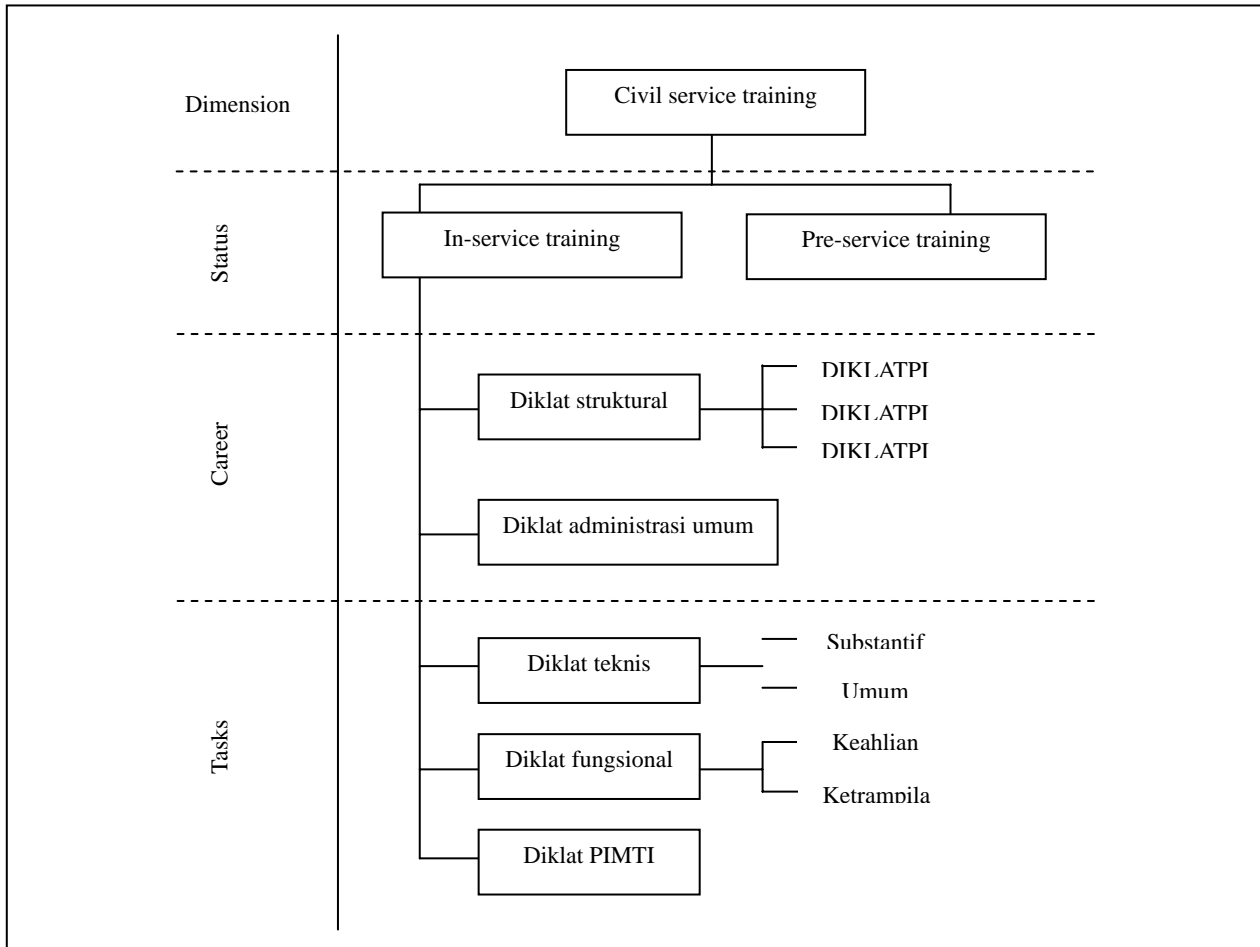 Dimension
Civil service training
Status
In-service training
Pre-service training
Career
Diklat struktural
DIKLATPI
DIKLATPI
DIKLATPI
Diklat administrasi umum
Tasks
Diklat teknis
Substantif
Umum
Diklat fungsional
Keahlian
Ketrampila
Diklat PIMTI